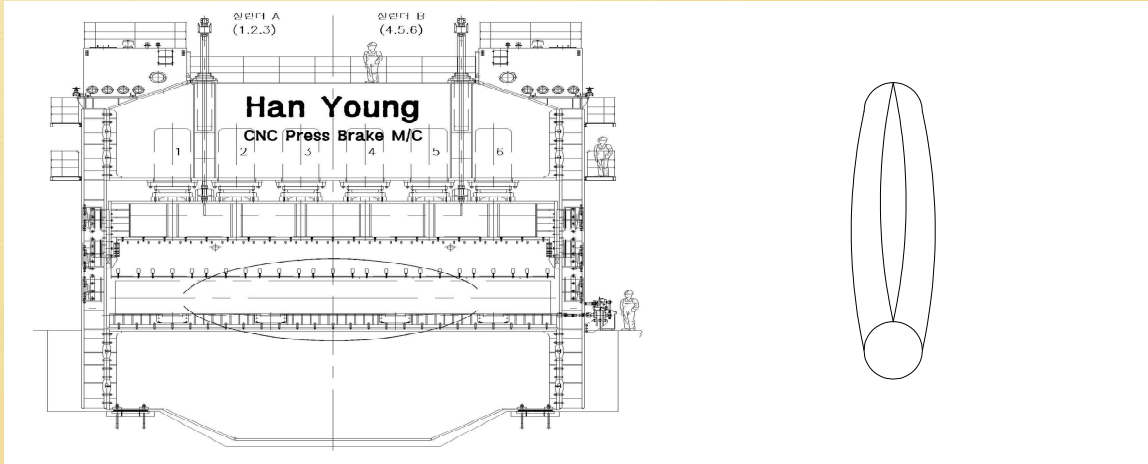 실린더 A
(1.2.3)
실린더 B
(4.5.6)
Han Young
CNC Press Brake M/C
1 2 3 4 5 6